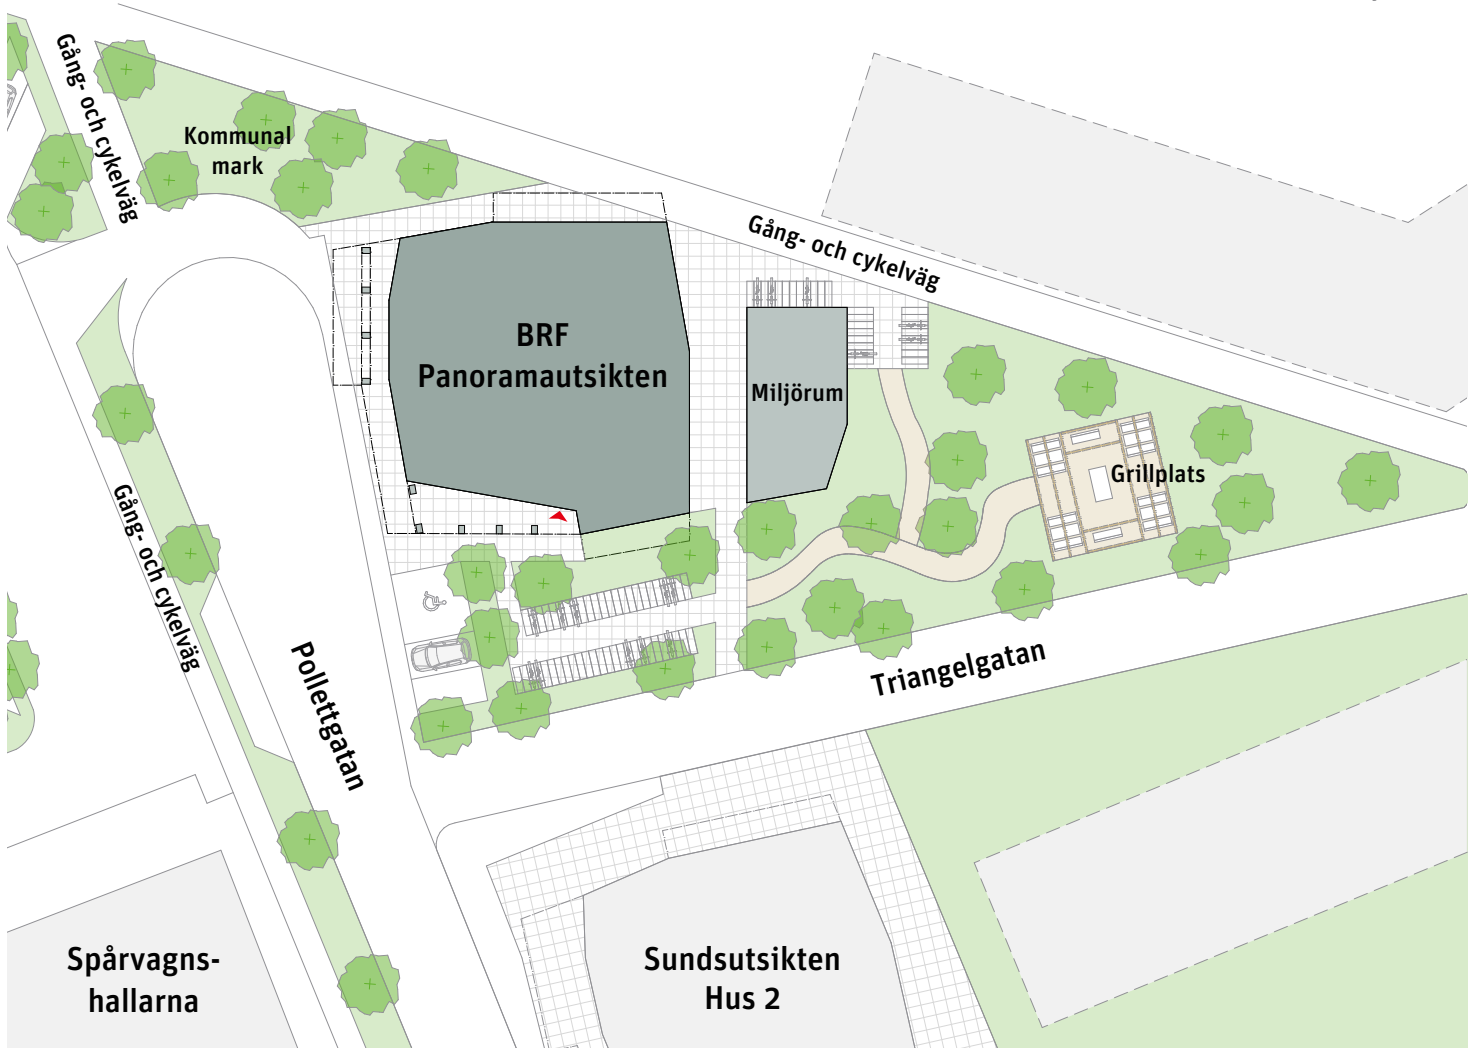 Gång- och cykelväg
Kommunal
mark
Gång- och cykelväg
BRF
Panoramautsikten
Miljörum
Grillplats
Gång- och cykelväg
Pollettgatan
Triangelgatan
Spårvagns-
hallarna
Sundsutsikten
Hus 2